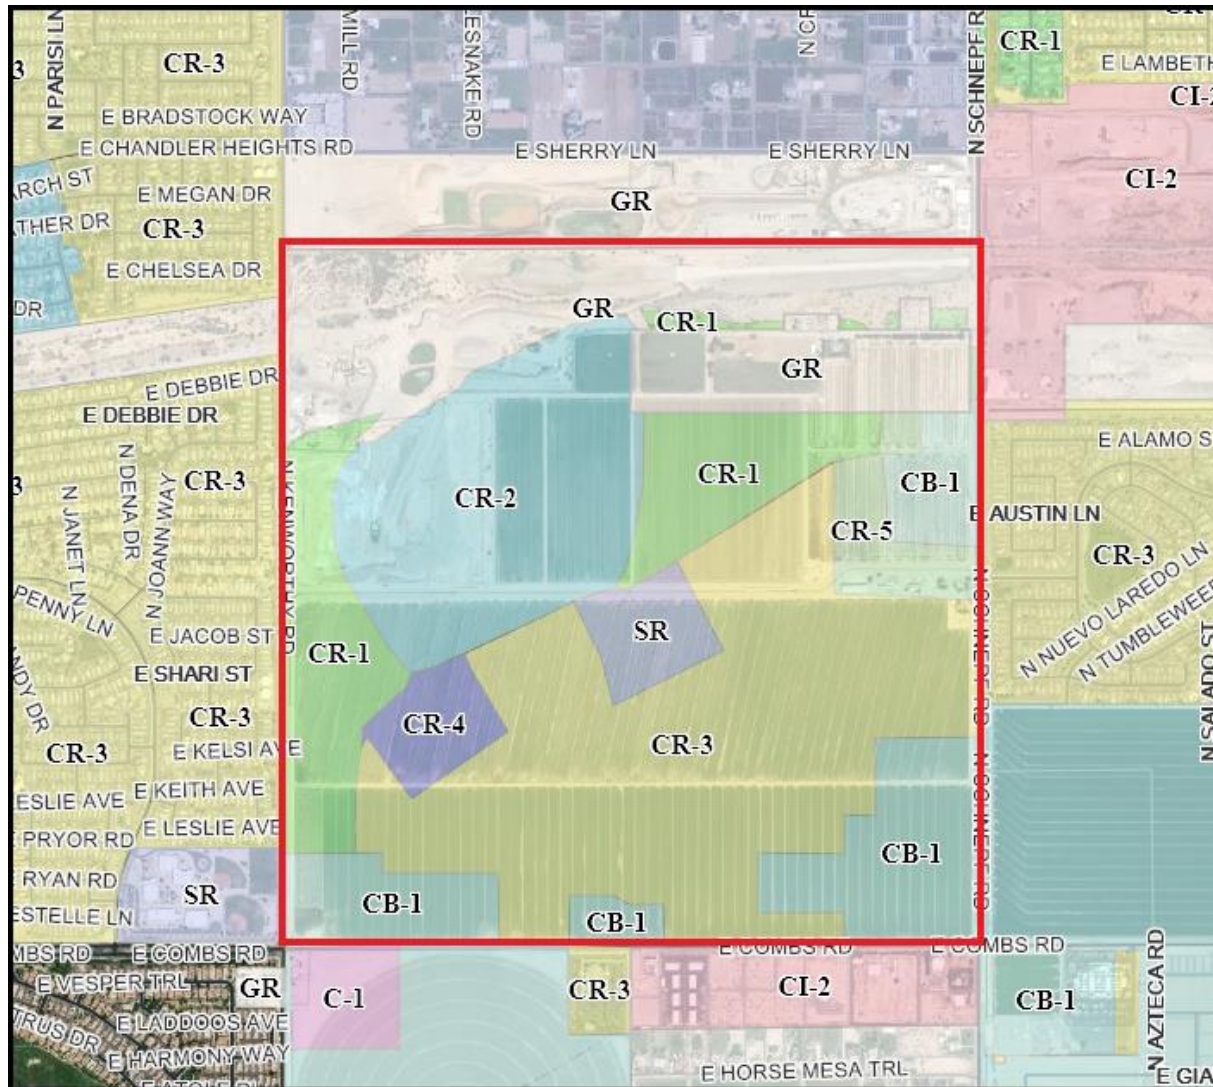 N PARISI LN
MILL RD
N SCHNEPF R
CR-3
CR-1
E LAMBETH
CI-2
E BRADSTOCK WAY
E CHANDLER HEIGHTS RD
E SHERRY LN
E SHERRY LN
ARCH ST
E MEGAN DR
GR
CI-2
ATHER DR
CR-3
E CHELSEA DR
DR
GR
CR-1
GR
E DEBBIE DR
E DEBBIE DR
E ALAMO S
3
N DENA DR
N JOANN WAY
N JANET LN
CR-3
N KENWORTHY RD
CR-2
CR-1
CB-1
E AUSTIN LN
CR-5
CR-3
N NUEVO LAREDO LN
N TUMBLEWEE
PENNY LN
E JACOB ST
SR
CR-1
E SHARI ST
ANDY DR
CR-3
CR-4
N SCHNEPF RD
N SALADO ST
CR-3
E KELSI AVE
CR-3
ESLIE AVE
E KEITH AVE
N SCHNEPF RD
PRYOR RD
E LESLIE AVE
CB-1
RYAN RD
SR
CB-1
CB-1
ESTELLE LN
MBS RD
E COMBS RD
E COMBS RD
E COMBS RD
E VESPER TRL
GR
C-1
CR-3
CI-2
CB-1
N AZTECA RD
TRUS DR
E LADDOOS AVE
E HARMONY WAY
E HORSE MESA TRL
E GIA